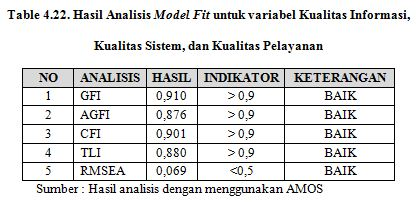 Table 4.22. Hasil Analisis Model Fit untuk variabel Kualitas Informasi,
Kualitas Sistem, dan Kualitas Pelayanan
NO ANALISIS HASIL INDIKATOR KETERANGAN
1 GFI 0,910 > 0,9 BAIK
2 AGFI 0,876 > 0,9 BAIK
3 CFI 0,901 > 0,9 BAIK
4 TLI 0,880 > 0,9 BAIK
5 RMSEA 0,069 <0,5 BAIK
Sumber : Hasil analisis dengan menggunakan AMOS